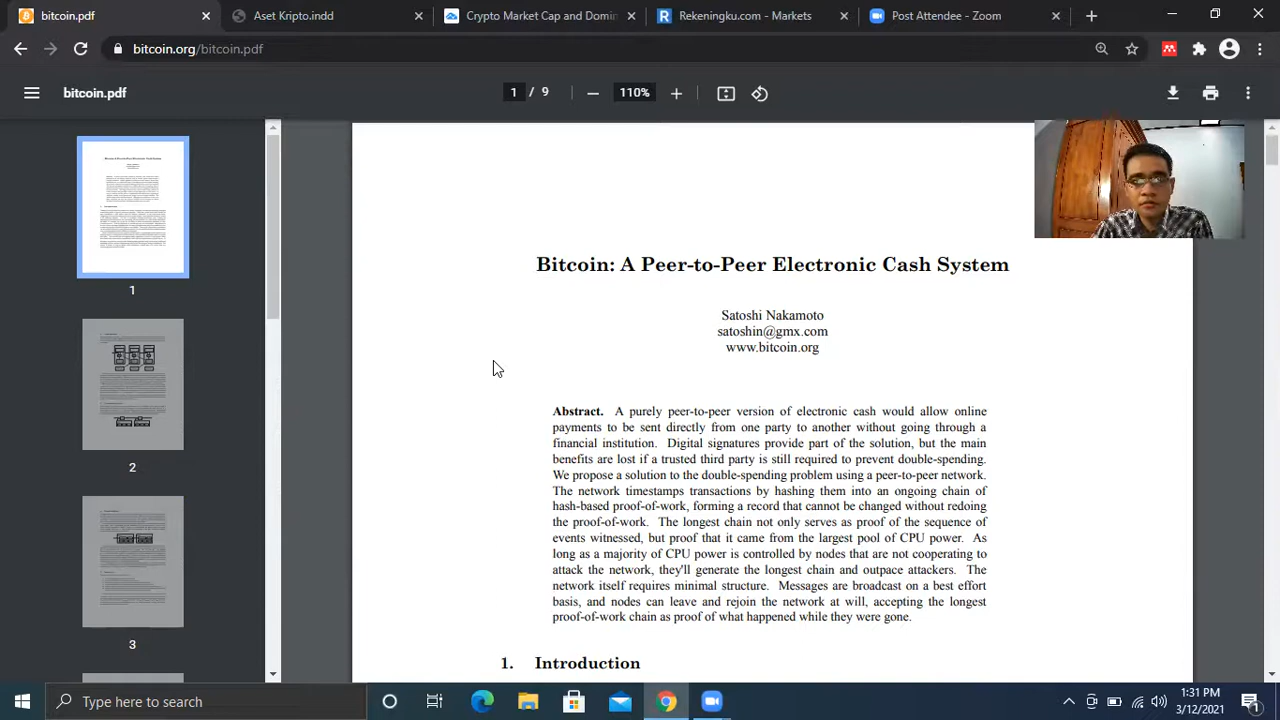 bitcoin.pdf
Aset Kripto.indd
Crypto Market Cap and Domin
Rekeningku.com - Markets
Post Attendee - Zoom
bitcoin.org/bitcoin.pdf
bitcoin.pdf
1 / 9
110%
1
2
3
Bitcoin: A Peer-to-Peer Electronic Cash System
Satoshi Nakamoto
satoshin@gmx.com
www.bitcoin.org
Abstract. A purely peer-to-peer version of electronic cash would allow online
payments to be sent directly from one party to another without going through a
financial institution. Digital signatures provide part of the solution, but the main
benefits are lost if a trusted third party is still required to prevent double-spending.
We propose a solution to the double-spending problem using a peer-to-peer network.
The network timestamps transactions by hashing them into an ongoing chain of
hash-based proof-of-work, forming a record that cannot be changed without redoing
the proof-of-work. The longest chain not only serves as proof of the sequence of
events witnessed, but proof that it came from the largest pool of CPU power. As
long as a majority of CPU power is controlled by nodes that are not cooperating to
attack the network, they'll generate the longest chain and outpace attackers. The
network itself requires minimal structure. Messages are broadcast on a best effort
basis, and nodes can leave and rejoin the network at will, accepting the longest
proof-of-work chain as proof of what happened while they were gone.
1. Introduction
Type here to search
1:31 PM
3/12/2021
1